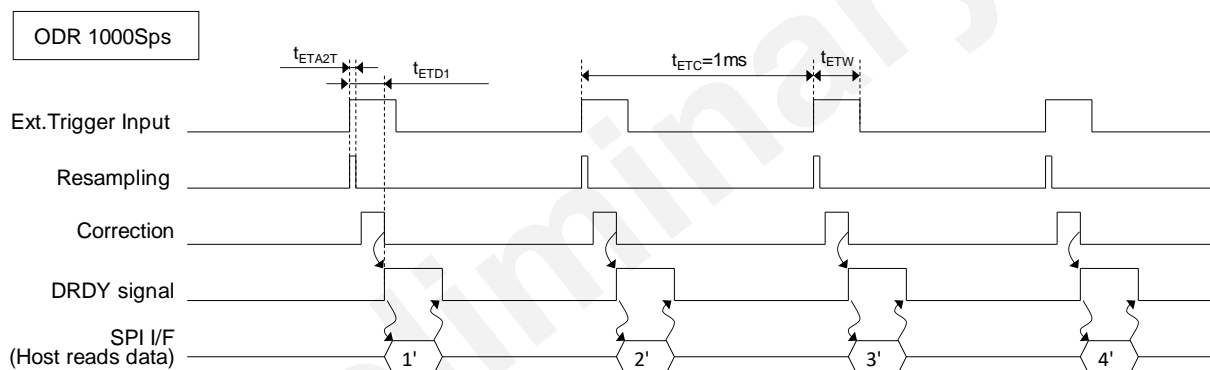 ODR 1000Sps
tETA2T
tETD1
tETC=1ms
tETW
Ext.Trigger Input
Resampling
Correction
DRDY signal
SPI I/F
(Host reads data)
1' 2' 3' 4'